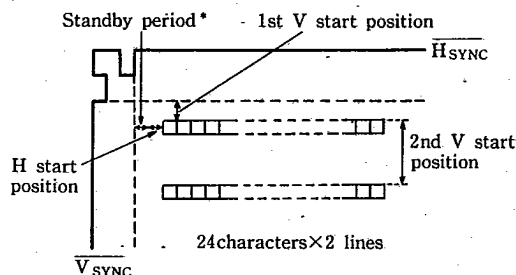 Standby period*
1st V start position
HSYNC
H start
position
2nd V start
position
24characters×2 lines
VSYNC